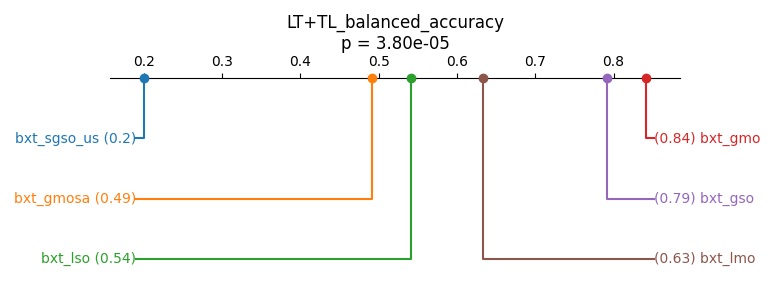 LT+TL_balanced_accuracy
p = 3.80e-05
0.2 0.3 0.4 0.5 0.6 0.7 0.8
bxt_sgso_us (0.2) (0.84) bxt_gmo
bxt_gmosa (0.49) (0.79) bxt_gso
bxt_lso (0.54) (0.63) bxt_lmo